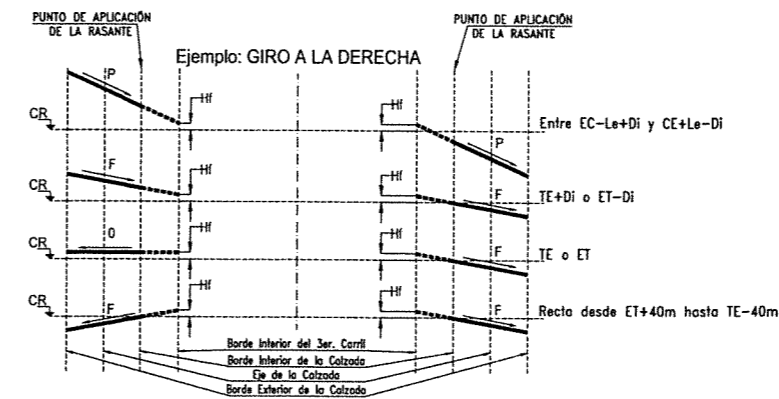 PUNTO DE APLICACIÓN
DE LA RASANTE
PUNTO DE APLICACIÓN
DE LA RASANTE
Ejemplo: GIRO A LA DERECHA
P
Hf
Hf
CR
Entre EC-Le+Di y CE+Le-Di
P
F
Hf
Hf
F
CR
TE+Di o ET-Di
0
Hf
Hf
F
CR
TE o ET
F
Hf
Hf
F
CR
Recta desde ET+40m hasta TE-40m
Borde Interior del 3er. Carril
Borde Interior de la Calzada
Eje de la Calzada
Borde Exterior de la Calzada